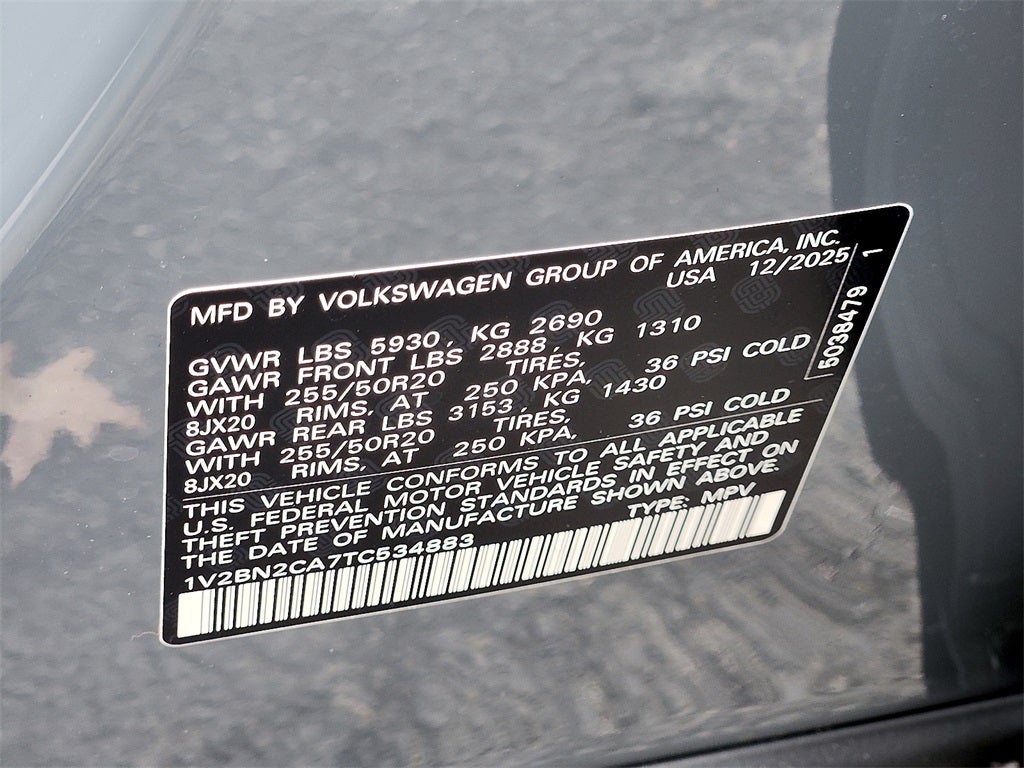 MFD BY VOLKSWAGEN GROUP OF AMERICA, INC.
USA 12/2025
GVWR LBS 5930, KG 2690
GAWR FRONT LBS 2888, KG 1310
WITH 255/50R20 TIRES,
8JX20 RIMS, AT 250 KPA, 36 PSI COLD
GAWR REAR LBS 3153, KG 1430
WITH 255/50R20 TIRES,
8JX20 RIMS, AT 250 KPA, 36 PSI COLD
THIS VEHICLE CONFORMS TO ALL APPLICABLE
U.S. FEDERAL MOTOR VEHICLE SAFETY AND
THEFT PREVENTION STANDARDS IN EFFECT ON
THE DATE OF MANUFACTURE SHOWN ABOVE.
1V2BN2CA7TC534883 TYPE: MPV
5038479 1